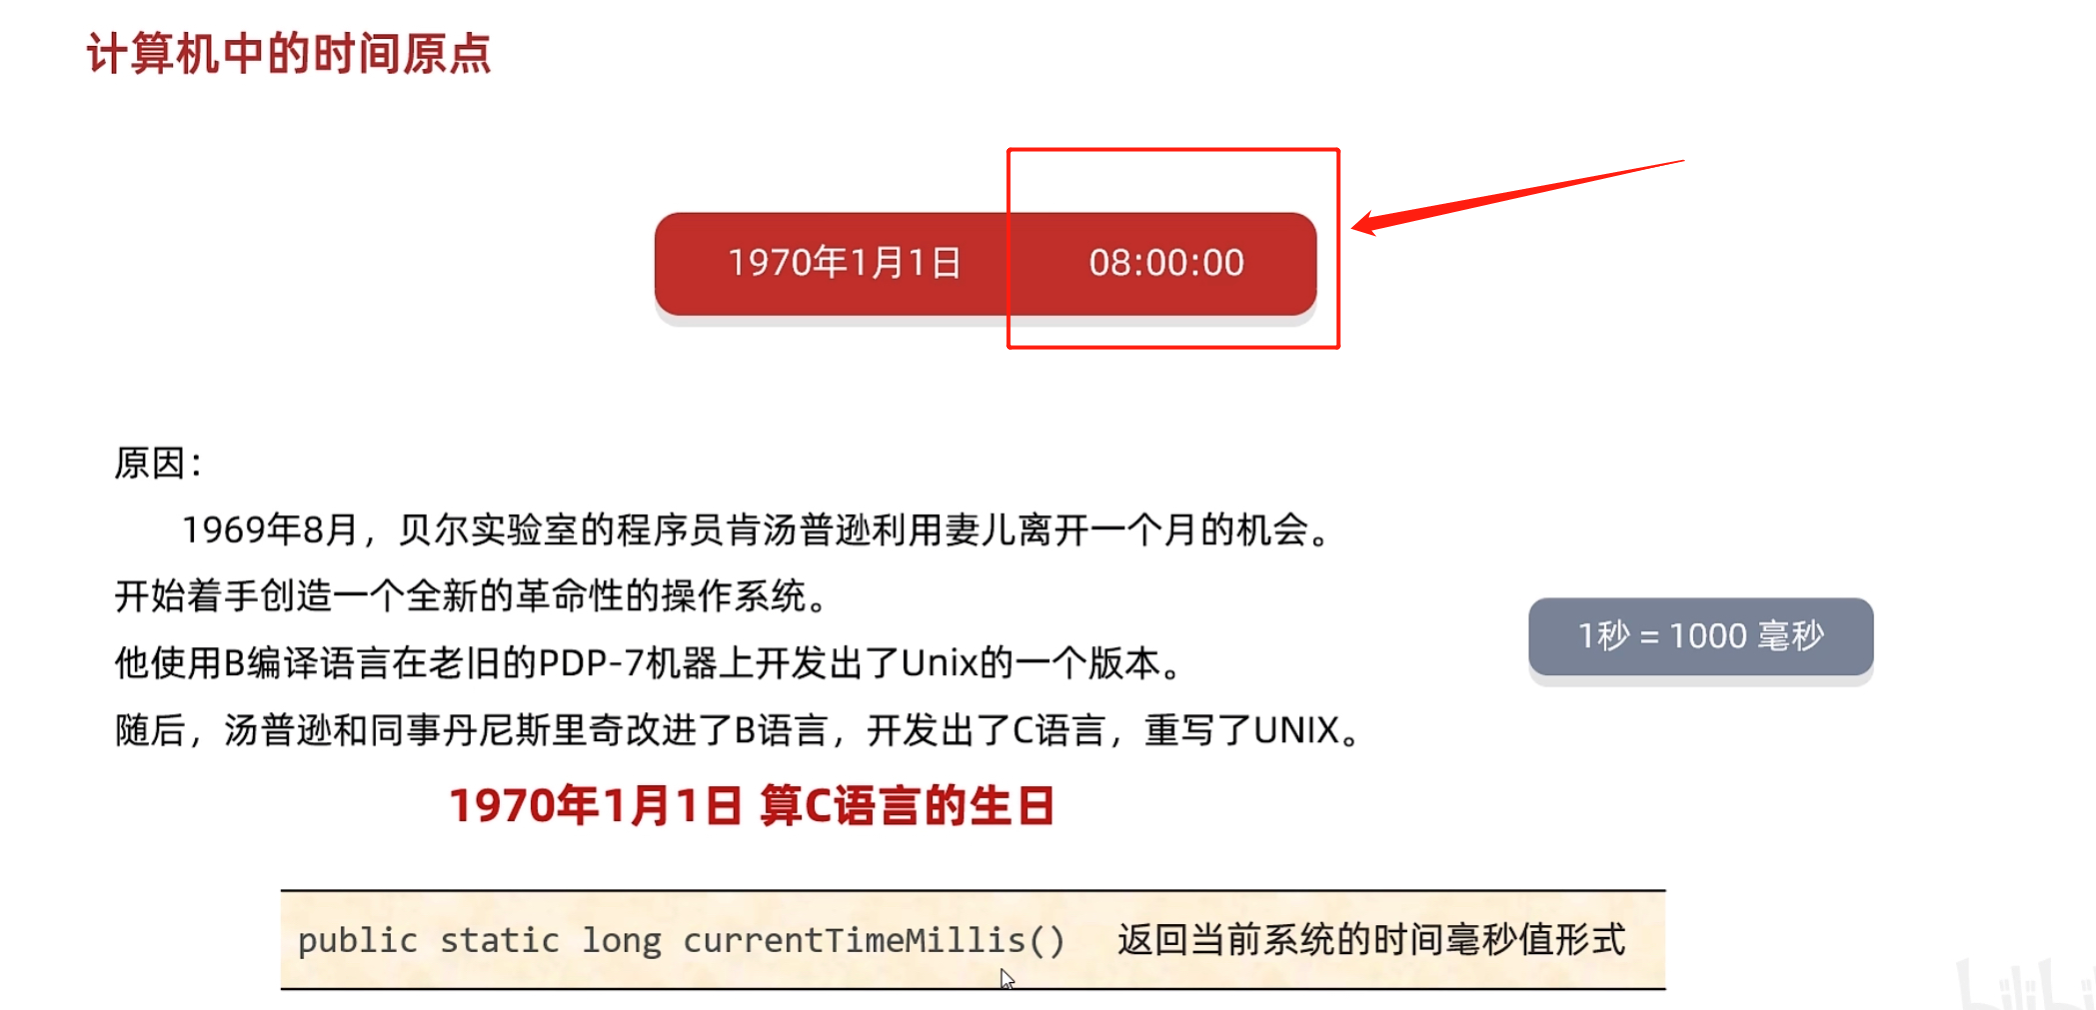 计算机中的时间原点
1970年1月1日 08:00:00
原因：
1969年8月，贝尔实验室的程序员肯汤普逊利用妻儿离开一个月的机会。
开始着手创造一个全新的革命性的操作系统。
他使用B编译语言在老旧的PDP-7机器上开发出了Unix的一个版本。
随后，汤普逊和同事丹尼斯里奇改进了B语言，开发出了C语言，重写了UNIX。
1秒 = 1000 毫秒
1970年1月1日 算C语言的生日
public static long currentTimeMillis() 返回当前系统的时间毫秒值形式